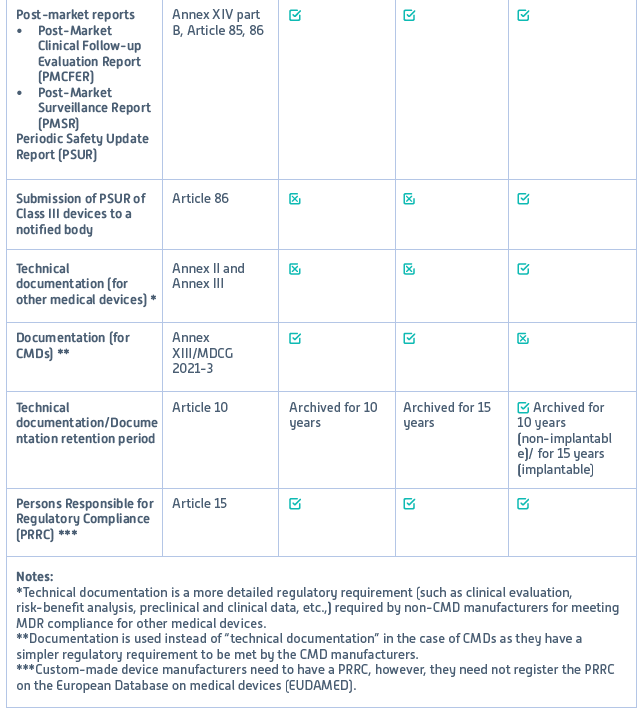 Post-market reports
• Post-Market
Clinical Follow-up
Evaluation Report
(PMCFER)
• Post-Market
Surveillance Report
(PMSR)
Periodic Safety Update
Report (PSUR)
Annex XIV part
B, Article 85, 86
Submission of PSUR of
Class III devices to a
notified body
Article 86
Technical
documentation (for
other medical devices) *
Annex II and
Annex III
Documentation (for
CMDs) **
Annex
XIII/MDCG
2021-3
Technical
documentation/Docume
ntation retention period
Article 10
Archived for 10
years
Archived for 15
years
Archived for
10 years
(non-implantabl
e)/ for 15 years
(implantable)
Persons Responsible for
Regulatory Compliance
(PRRC) ***
Article 15
Notes:
*Technical documentation is a more detailed regulatory requirement (such as clinical evaluation,
risk-benefit analysis, preclinical and clinical data, etc.,) required by non-CMD manufacturers for meeting
MDR compliance for other medical devices.
**Documentation is used instead of “technical documentation” in the case of CMDs as they have a
simpler regulatory requirement to be met by the CMD manufacturers.
***Custom-made device manufacturers need to have a PRRC, however, they need not register the PRRC
on the European Database on medical devices (EUDAMED).